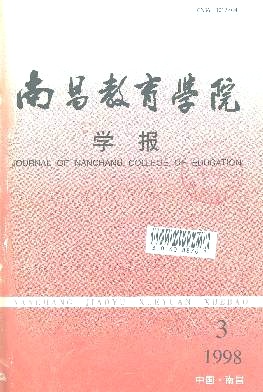 南昌教育学院
学报
JOURNAL OF NANCHANG COLLEGE OF EDUCATION
NANCHANG JIAOYU XUEYUAN XUEBAO
3
1998
中国·南昌